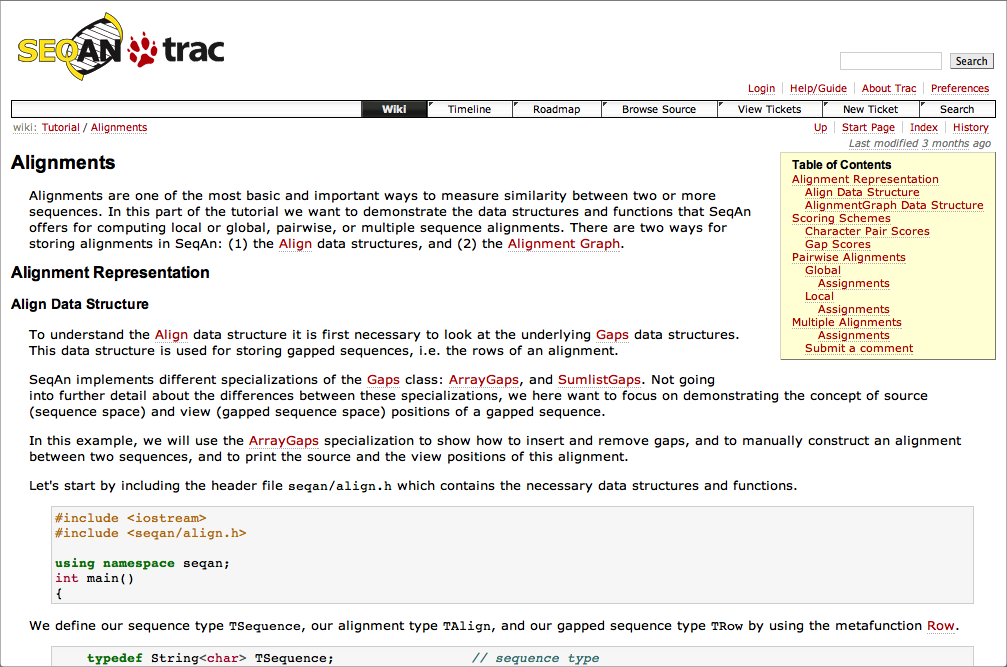 SEQAN trac
Search
Login Help/Guide About Trac Preferences
Wiki Timeline Roadmap Browse Source View Tickets New Ticket Search
wiki: Tutorial / Alignments
Up Start Page Index History
Last modified 3 months ago
Alignments
Alignments are one of the most basic and important ways to measure similarity between two or more
sequences. In this part of the tutorial we want to demonstrate the data structures and functions that SeqAn
offers for computing local or global, pairwise, or multiple sequence alignments. There are two ways for
storing alignments in SeqAn: (1) the Align data structures, and (2) the Alignment Graph.
Table of Contents
Alignment Representation
Align Data Structure
AlignmentGraph Data Structure
Scoring Schemes
Character Pair Scores
Gap Scores
Pairwise Alignments
Global
Assignments
Local
Assignments
Multiple Alignments
Assignments
Submit a comment
Alignment Representation
Align Data Structure
To understand the Align data structure it is first necessary to look at the underlying Gaps data structures.
This data structure is used for storing gapped sequences, i.e. the rows of an alignment.
SeqAn implements different specializations of the Gaps class: ArrayGaps, and SumlistGaps. Not going
into further detail about the differences between these specializations, we here want to focus on demonstrating the concept of source
(sequence space) and view (gapped sequence space) positions of a gapped sequence.
In this example, we will use the ArrayGaps specialization to show how to insert and remove gaps, and to manually construct an alignment
between two sequences, and to print the source and the view positions of this alignment.
Let's start by including the header file seqan/align.h which contains the necessary data structures and functions.
#include <iostream>
#include <seqan/align.h>
using namespace seqan;
int main()
{
We define our sequence type TSequence, our alignment type TAlign, and our gapped sequence type TRow by using the metafunction Row.
typedef String<char> TSequence; // sequence type